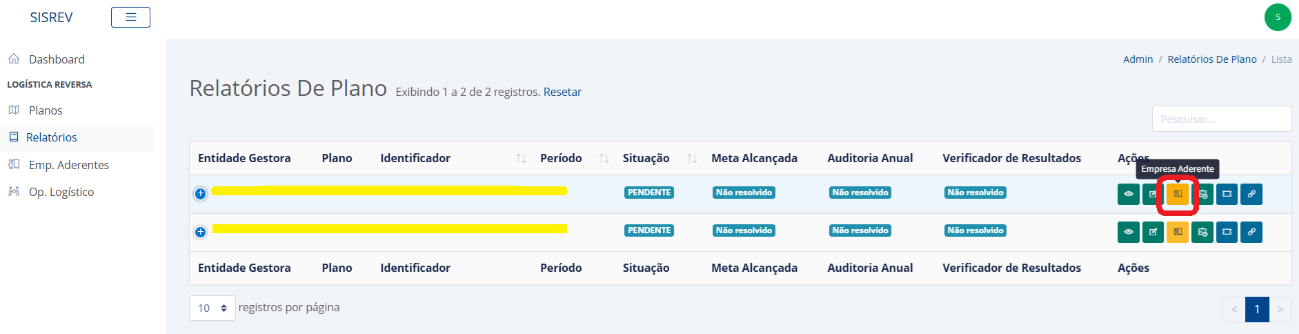 SISREV
S
Dashboard
LOGÍSTICA REVERSA
Planos
Relatórios
Emp. Aderentes
Op. Logístico
Admin / Relatórios De Plano / Lista
Relatórios De Plano Exibindo 1 a 2 de 2 registros. Resetar
Pesquisar...
Entidade Gestora Plano Identificador Período Situação Meta Alcançada Auditoria Anual Verificador de Resultados Ações
Empresa Aderente
PENDENTE Não resolvido Não resolvido Não resolvido
PENDENTE Não resolvido Não resolvido Não resolvido
Entidade Gestora Plano Identificador Período Situação Meta Alcançada Auditoria Anual Verificador de Resultados Ações
10 registros por página
< 1 >